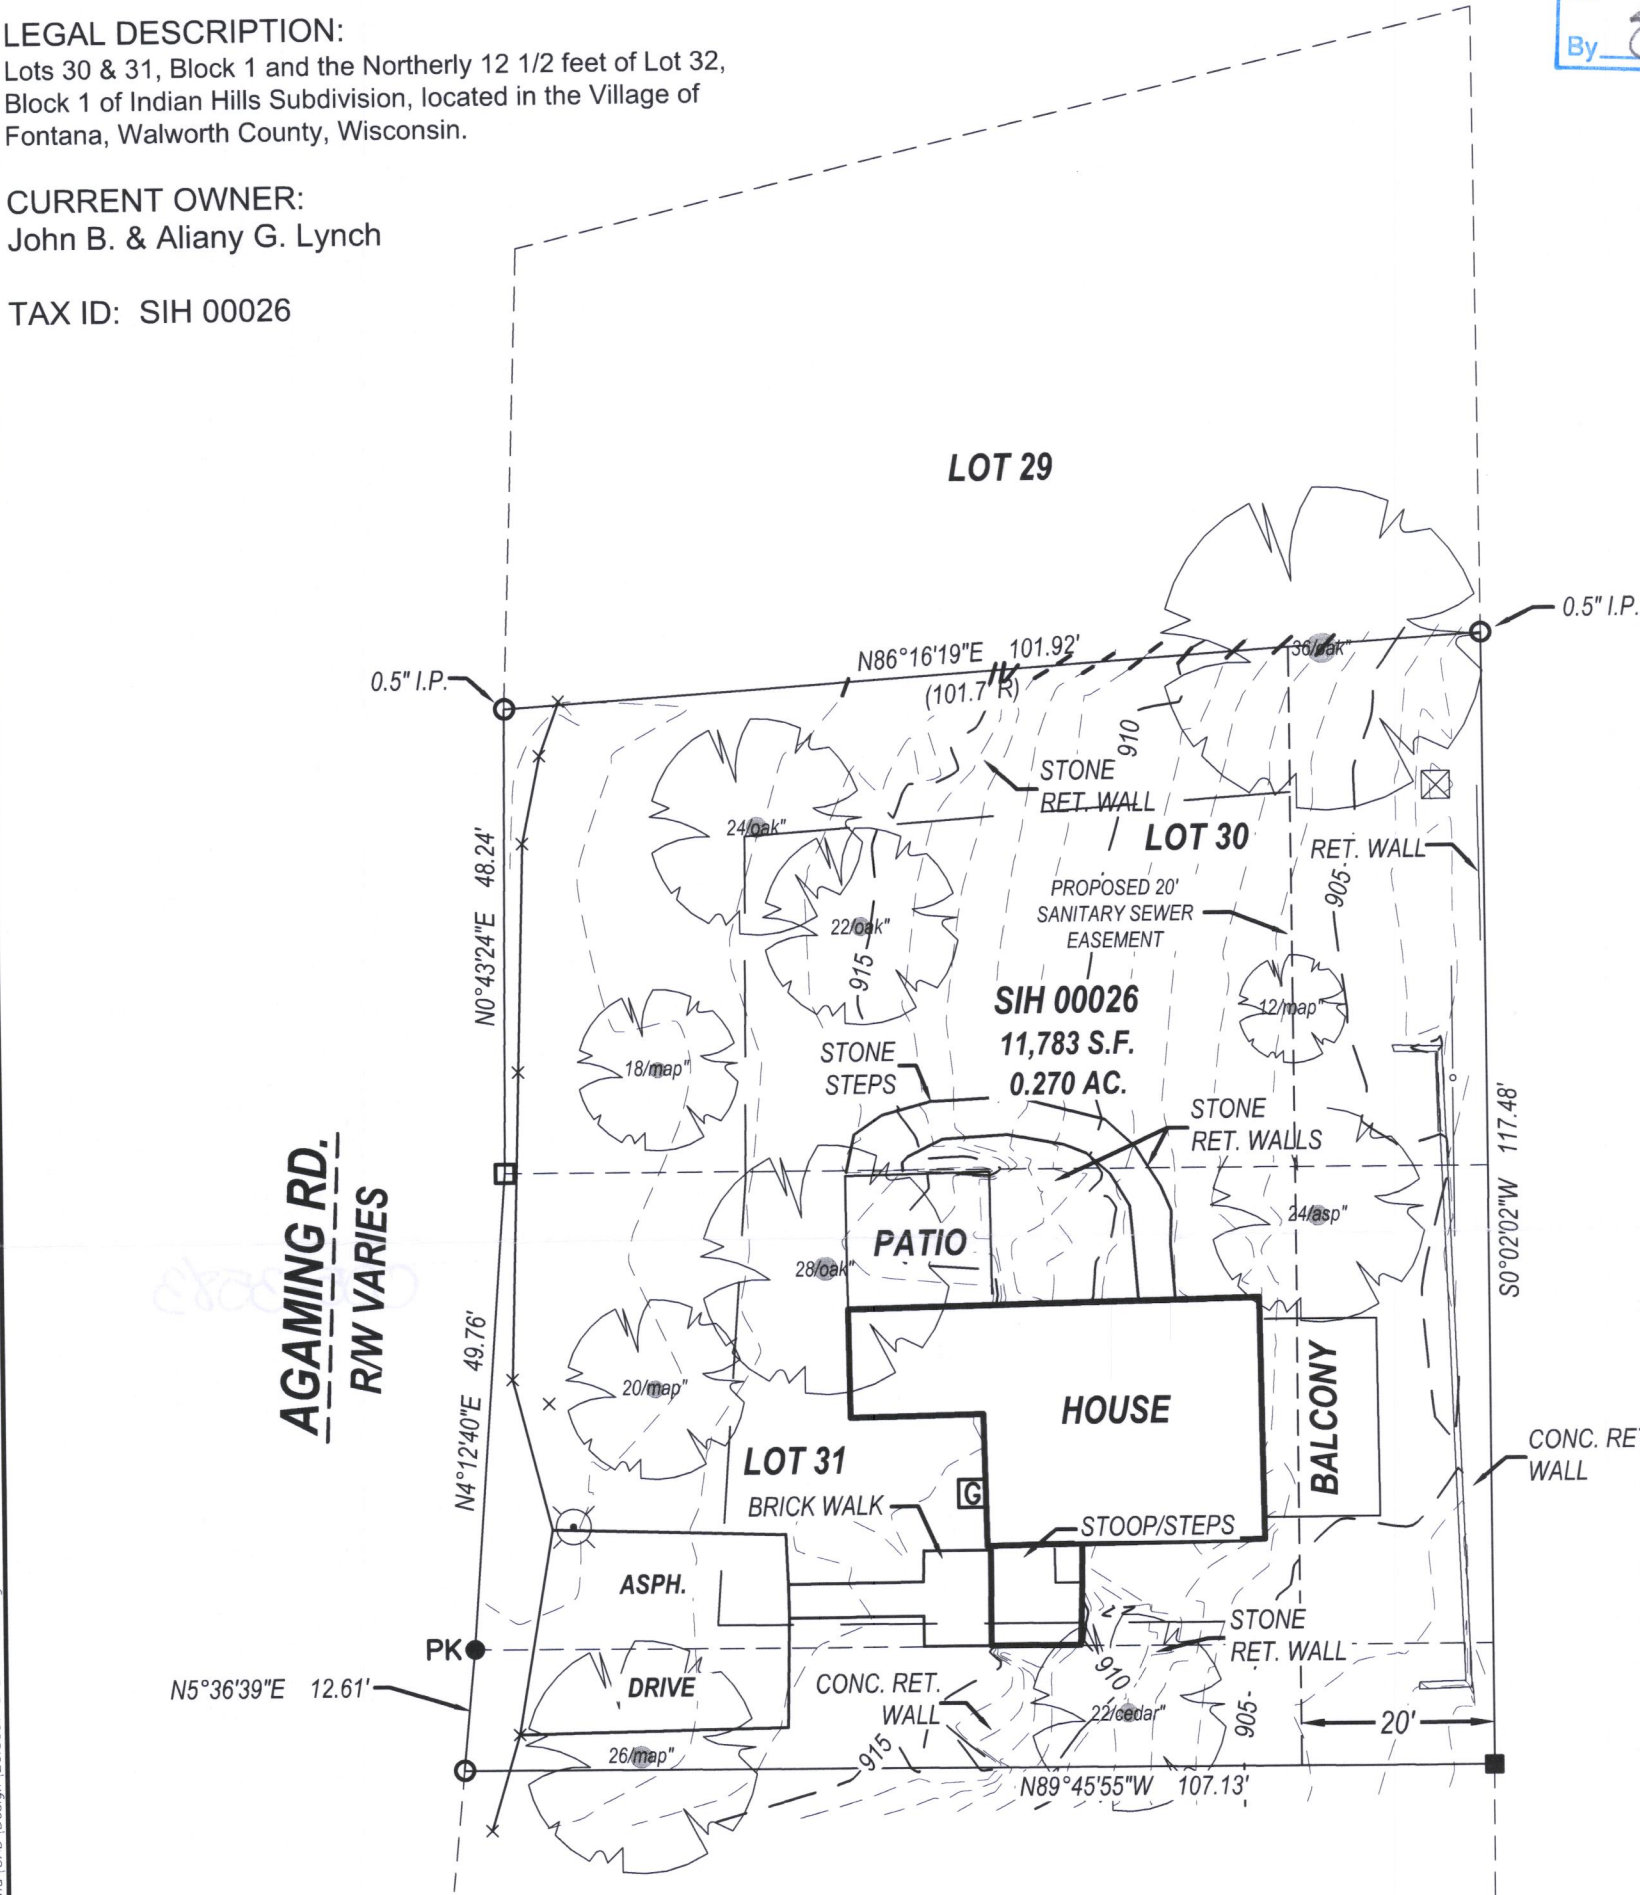 LEGAL DESCRIPTION:
Lots 30 & 31, Block 1 and the Northerly 12 1/2 feet of Lot 32,
Block 1 of Indian Hills Subdivision, located in the Village of
Fontana, Walworth County, Wisconsin.
By
CURRENT OWNER:
John B. & Aliany G. Lynch
TAX ID: SIH 00026
LOT 29
0.5" I.P.
36/oak"
N86°16'19"E 101.92'
(101.7' R)
0.5" I.P.
910
STONE
RET. WALL
24/oak"
LOT 30
RET. WALL
905
N0°43'24"E 48.24'
PROPOSED 20'
SANITARY SEWER
EASEMENT
22/oak"
915
SIH 00026
11,783 S.F.
0.270 AC.
12/map"
18/map"
STONE
STEPS
STONE
RET. WALLS
S0°02'02"W 117.48'
AGAMING RD.
R/W VARIES
24/asp"
PATIO
28/oak"
20/map"
N4°12'40"E 49.76'
HOUSE
BALCONY
CONC. RE
WALL
LOT 31
G
BRICK WALK
STOOP/STEPS
ASPH.
STONE
RET. WALL
PK
N5°36'39"E 12.61'
DRIVE
CONC. RET.
WALL
910
22/cedar"
905
20'
26/map"
915
N89°45'55"W 107.13'